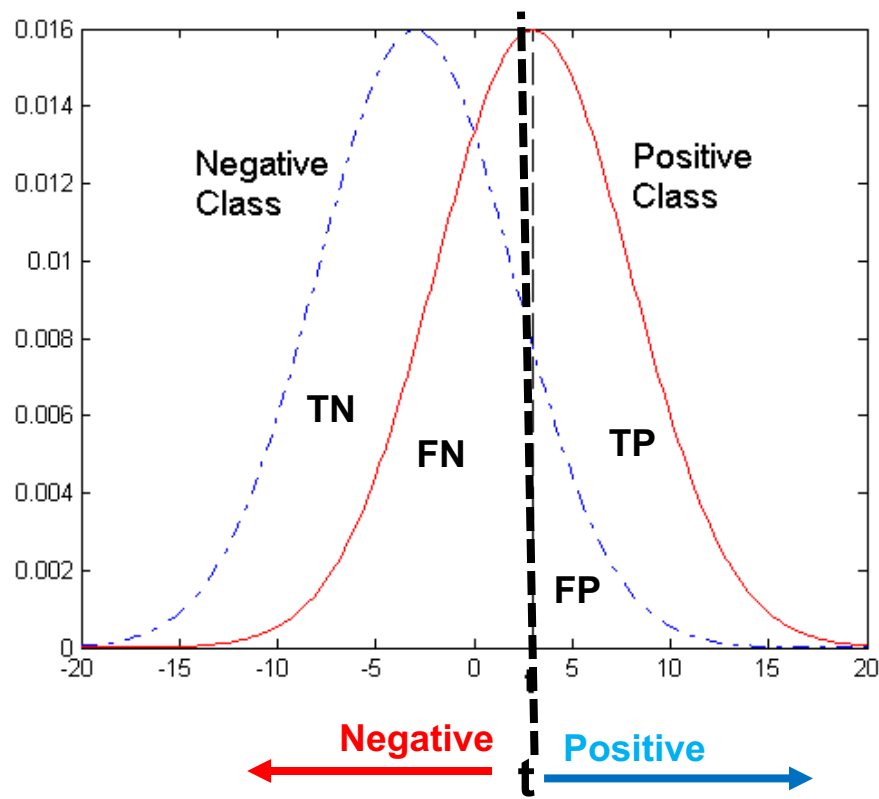 0.016
0.014
Negative
Class
Positive
Class
0.012
0.01
0.008
0.006
TN
FN
TP
0.004
0.002
FP
0
-20 -15 -10 -5 0 5 10 15 20
Negative
t
Positive